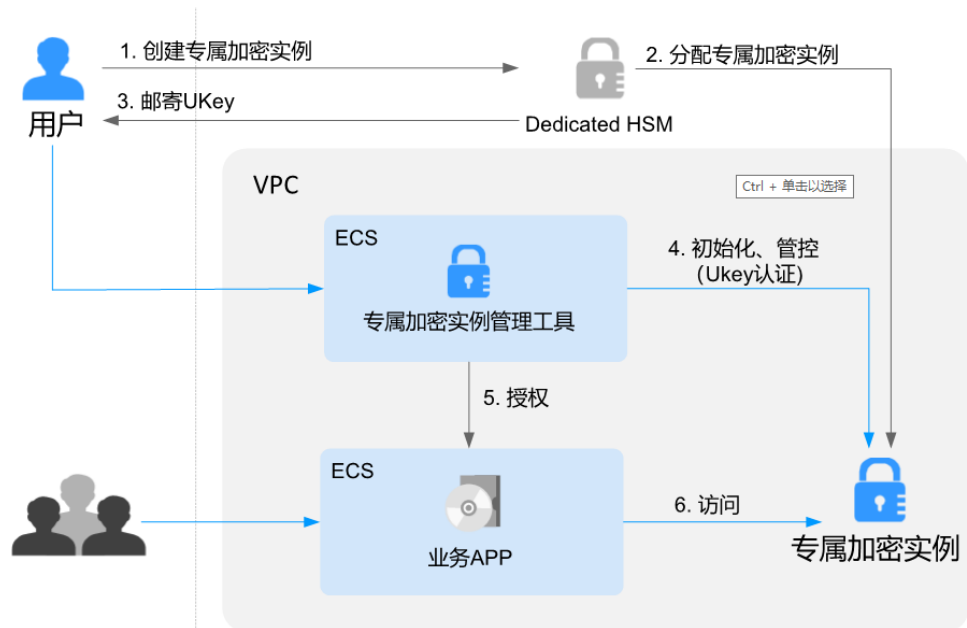 1. 创建专属加密实例
2. 分配专属加密实例
3. 邮寄UKey
用户
Dedicated HSM
VPC
Ctrl + 单击以选择
ECS
4. 初始化、管控
(Ukey认证)
专属加密实例管理工具
5. 授权
ECS
6. 访问
业务APP
专属加密实例